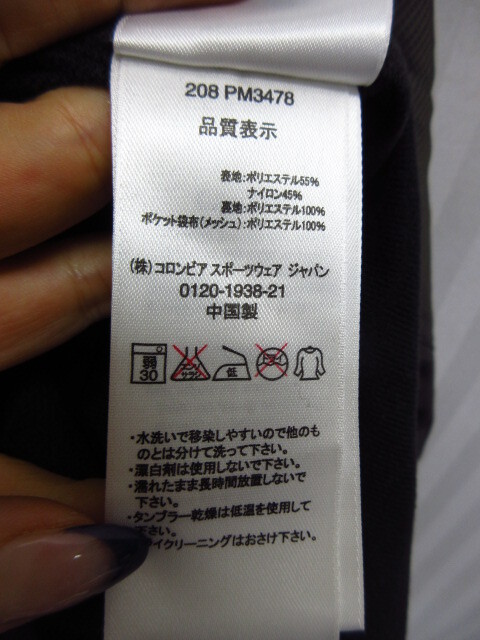 208 PM3478
品質表示
表地:ポリエステル55%
ナイロン45%
裏地:ポリエステル100%
ポケット袋布(メッシュ):ポリエステル100%
(株)コロンビア スポーツウェア ジャパン
0120-1938-21
中国製
弱
30
サラシ
低
ドライ
・水洗いで移染しやすいので他のも
のとは分けて洗って下さい。
・漂白剤は使用しないで下さい。
・濡れたまま長時間放置しないで
下さい。
・タンブラー乾燥は低温を使用して
下さい。
イクリーニングはおさけ下さい。